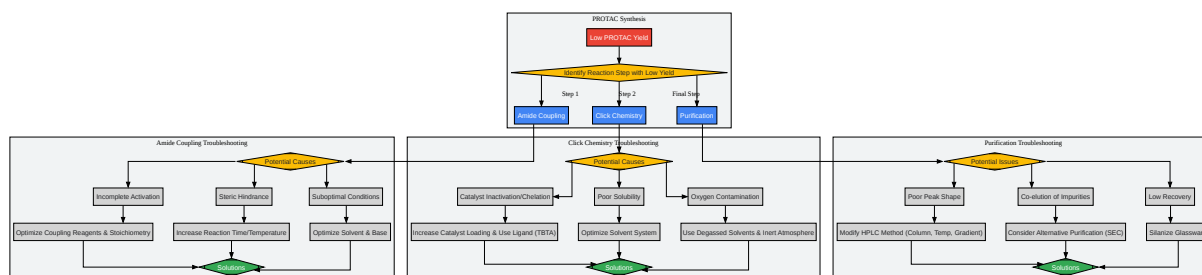 PROTAC Synthesis
Low PROTAC Yield
Identify Reaction Step with Low Yield
Step 1
Step 2
Final Step
Amide Coupling
Click Chemistry
Purification
Amide Coupling Troubleshooting
Potential Causes
Incomplete Activation
Steric Hindrance
Suboptimal Conditions
Optimize Coupling Reagents & Stoichiometry
Increase Reaction Time/Temperature
Optimize Solvent & Base
Solutions
Click Chemistry Troubleshooting
Potential Causes
Catalyst Inactivation/Chelation
Poor Solubility
Oxygen Contamination
Increase Catalyst Loading & Use Ligand (TBTA)
Optimize Solvent System
Use Degassed Solvents & Inert Atmosphere
Solutions
Purification Troubleshooting
Potential Issues
Poor Peak Shape
Co-elution of Impurities
Low Recovery
Modify HPLC Method (Column, Temp, Gradient)
Consider Alternative Purification (SEC)
Silanize Glassware
Solutions